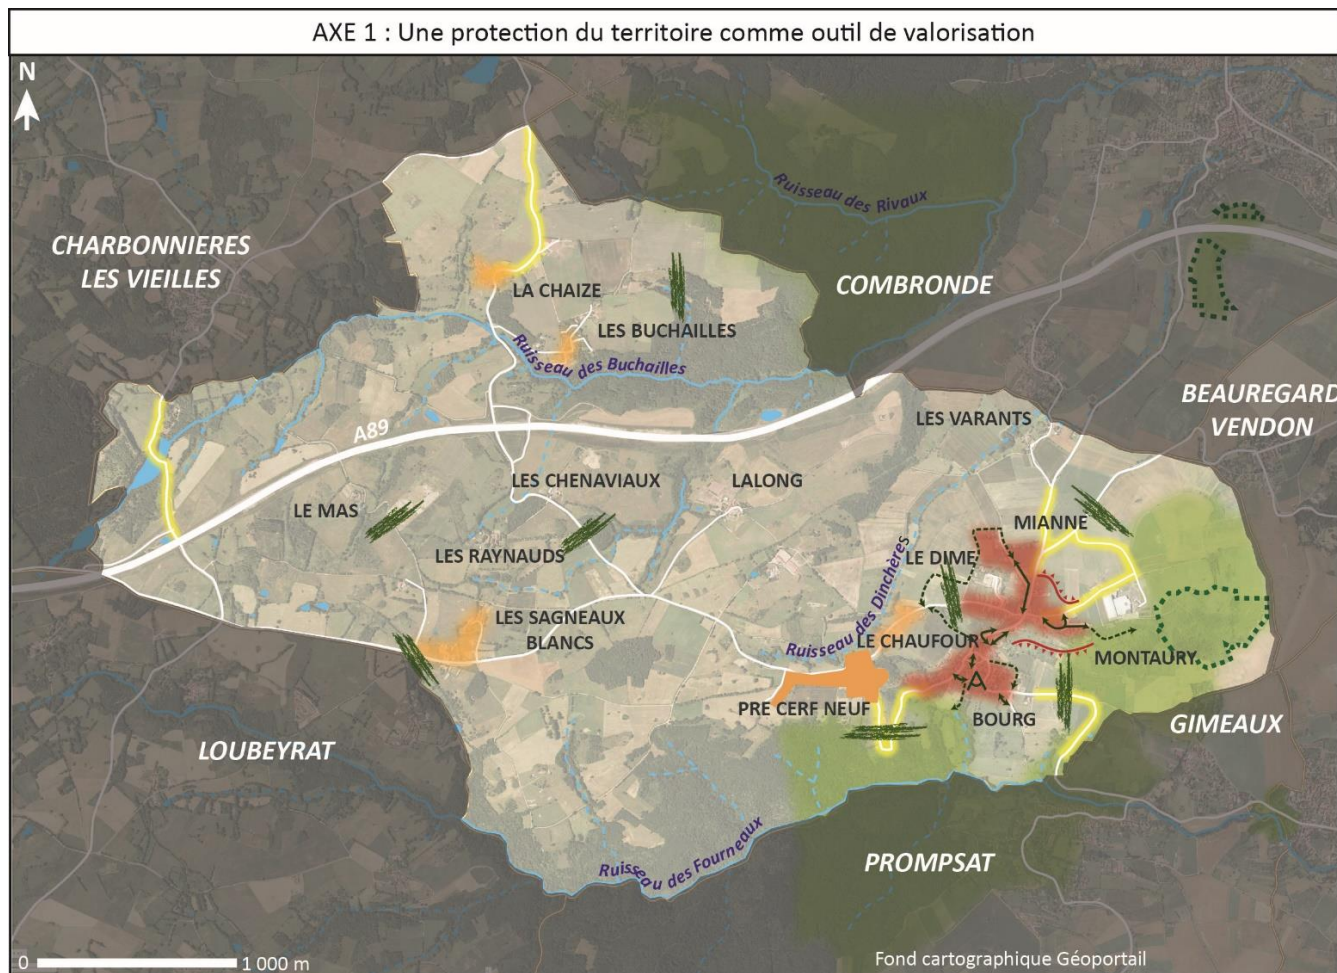 AXE 1 : Une protection du territoire comme outil de valorisation
N
Ruisseau des Rivaux
CHARBONNIERES
LES VIEILLES
COMBRONDE
LA CHAIZE
LES BUCHAILLES
Ruisseau des Buchailles
BEAUREGARD
VENDON
LES VARANTS
A89
LES CHENAVIAUX
LALONG
LE MAS
MIANNE
LES RAYNAUDS
LE DIME
Ruisseau des Dinchères
LES SAGNEAUX
BLANCS
LE CHAUFOUR
MONTAURY
PRE CERF NEUF
BOURG
GIMEAUX
LOUBEYRAT
Ruisseau des Fourneaux
PROMPSAT
0 1 000 m
Fond cartographique Géoportail